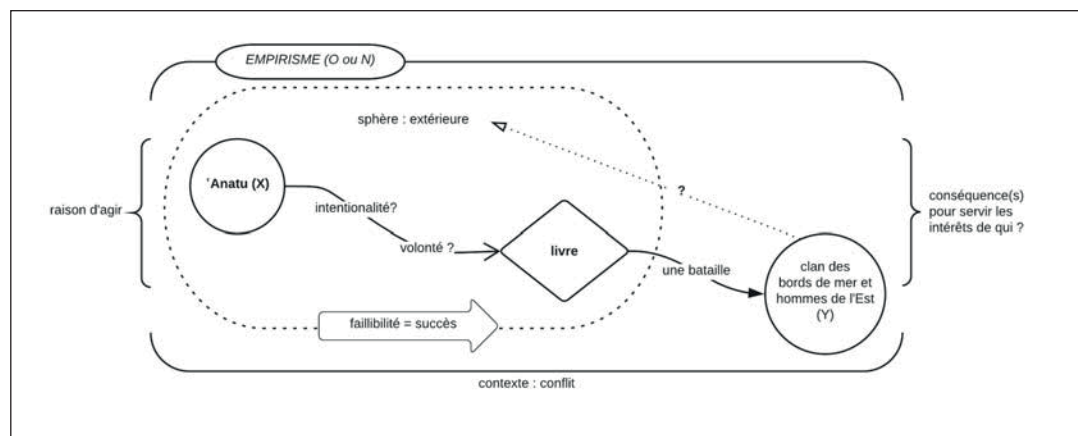 EMPIRISME (O ou N)
sphère : extérieure
'Anatu (X)
raison d'agir
intentionalité?
volonté ?
livre
?
une bataille
clan des
bords de mer et
hommes de l'Est
(Y)
conséquence(s)
pour servir les
intérêts de qui ?
faillibilité = succès
contexte : conflit